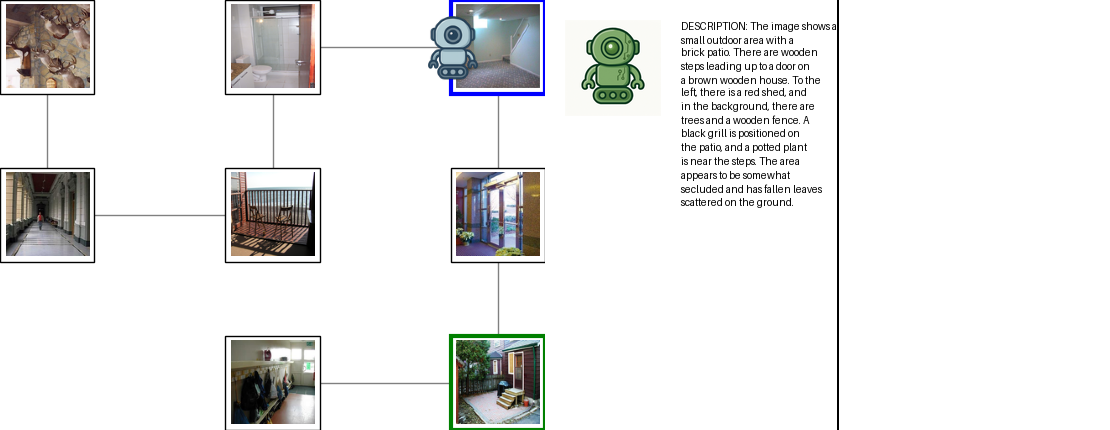 DESCRIPTION: The image shows a
small outdoor area with a
brick patio. There are wooden
steps leading up to a door on
a brown wooden house. To the
left, there is a red shed, and
in the background, there are
trees and a wooden fence. A
black grill is positioned on
the patio, and a potted plant
is near the steps. The area
appears to be somewhat
secluded and has fallen leaves
scattered on the ground.